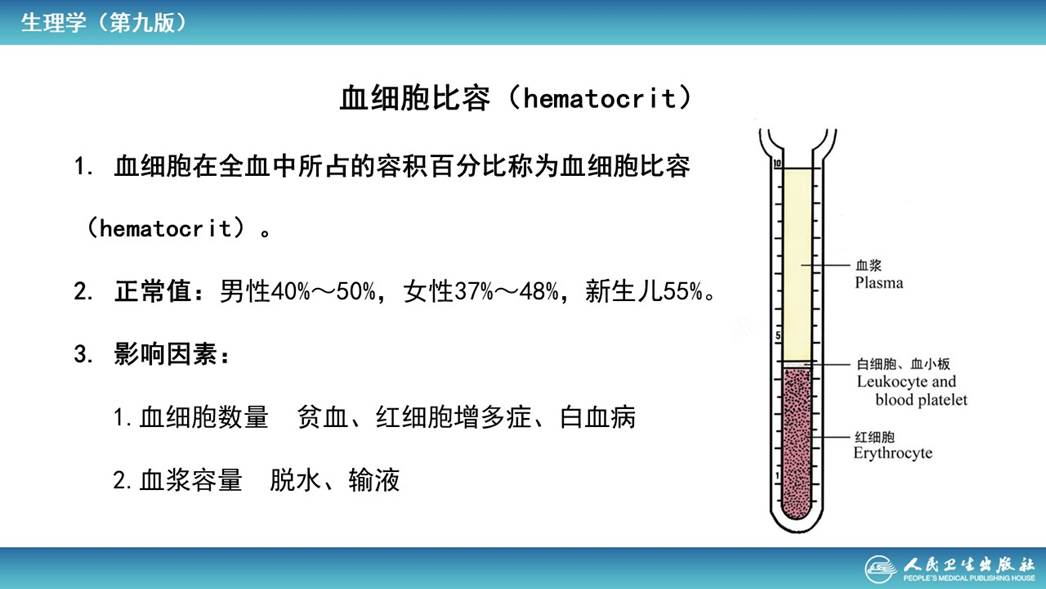 生理学（第九版）
血细胞比容（hematocrit）
1. 血细胞在全血中所占的容积百分比称为血细胞比容
（hematocrit）。
2. 正常值：男性40%～50%，女性37%～48%，新生儿55%。
3. 影响因素：
1.血细胞数量 贫血、红细胞增多症、白血病
2.血浆容量 脱水、输液
10
5
1
血浆
Plasma
白细胞、血小板
Leukocyte and
blood platelet
红细胞
Erythrocyte
人民卫生出版社
PEOPLE'S MEDICAL PUBLISHING HOUSE